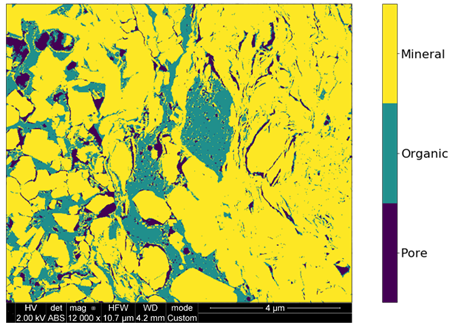 Mineral
Organic
Pore
HV det mag HFW WD mode
4 µm
2.00 kV ABS 12 000 x 10.7 µm 4.2 mm Custom